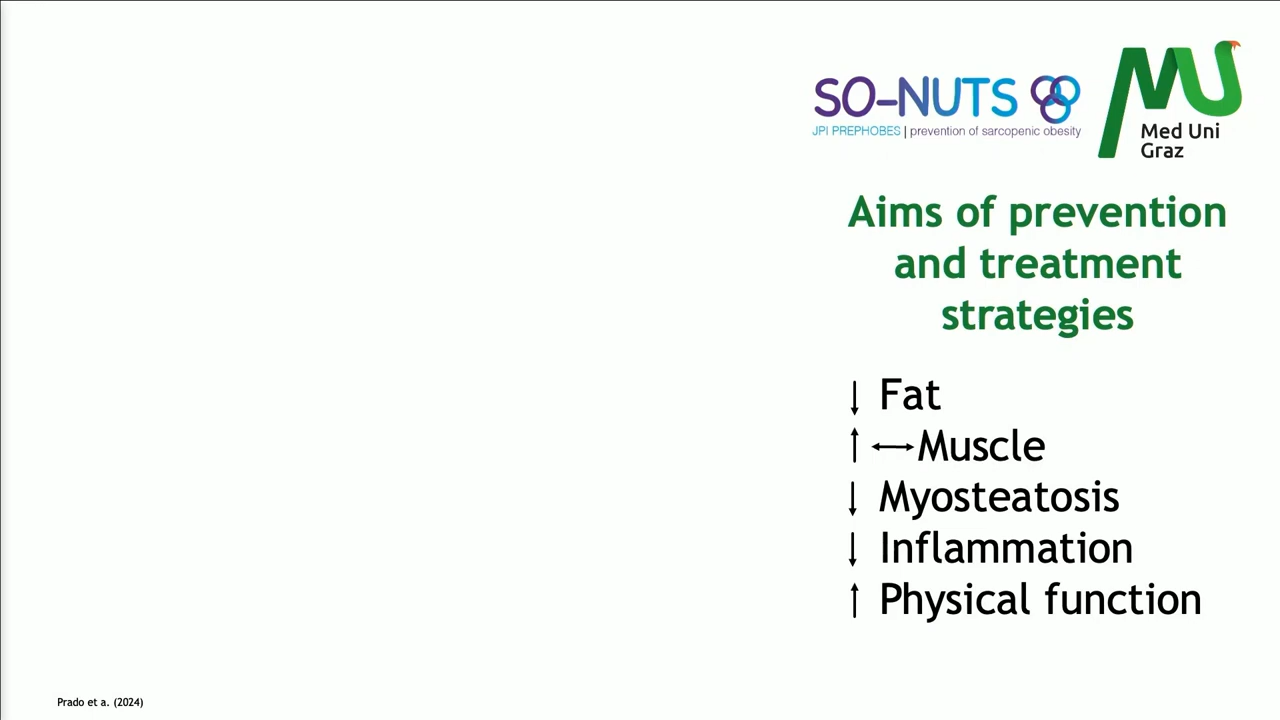 SO-NUTS
JPI PREPHOBES | prevention of sarcopenic obesity
MU
Med Uni
Graz
Aims of prevention
and treatment
strategies
↓ Fat
↑ ↔ Muscle
↓ Myosteatosis
↓ Inflammation
↑ Physical function
Prado et a. (2024)